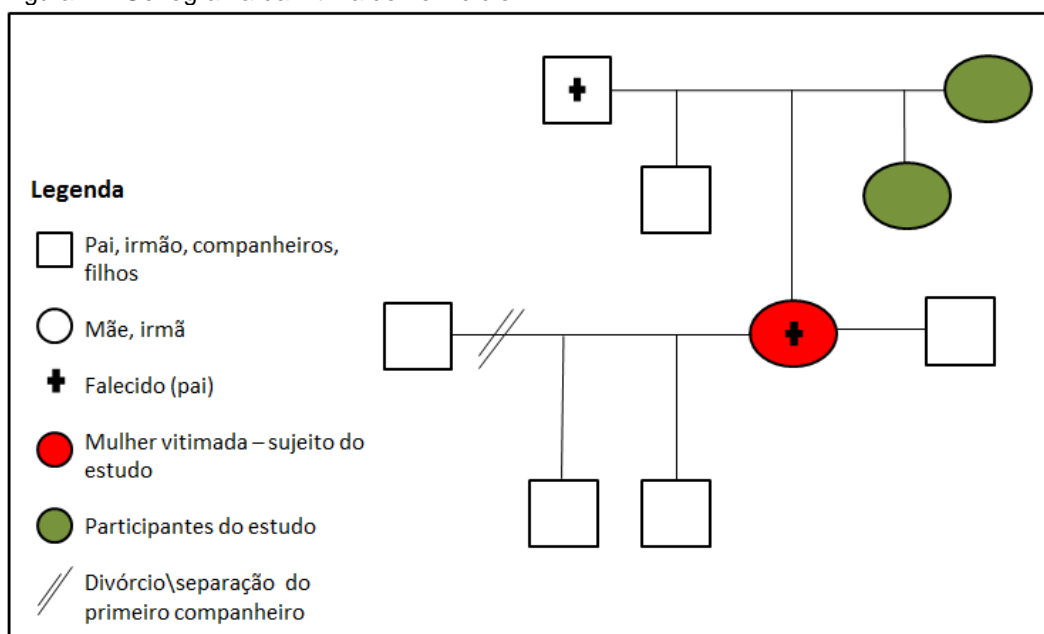 Legenda
Pai, irmão, companheiros,
filhos
Mãe, irmã
Falecido (pai)
Mulher vitimada – sujeito do
estudo
Participantes do estudo
Divórcio\separação do
primeiro companheiro